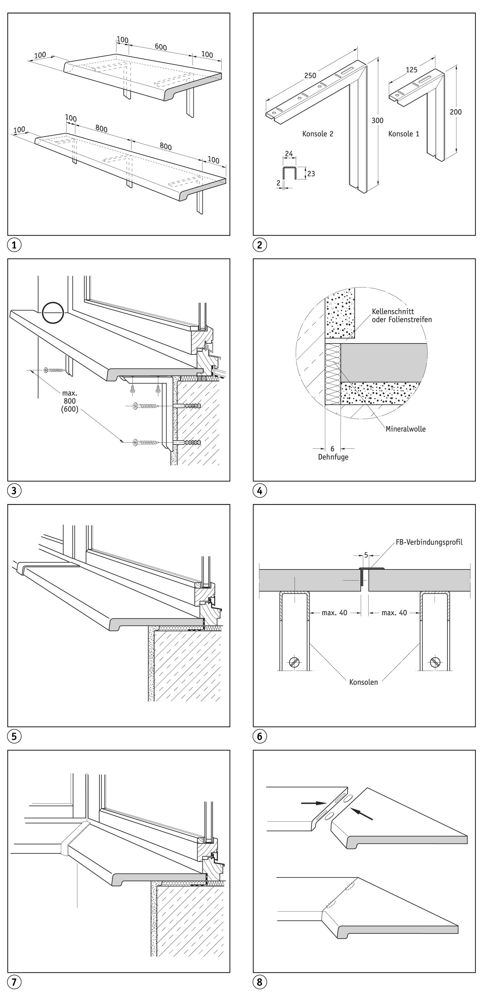 100
600
100
100
100
800
100
800
100
1
250
125
300
200
Konsole 2
Konsole 1
24
23
2
2
max.
800
(600)
3
Kellenschnitt
oder Folienstreifen
Mineralwolle
6
Dehnfuge
4
5
FB-Verbindungsprofil
5
max. 40
max. 40
Konsolen
6
7
8